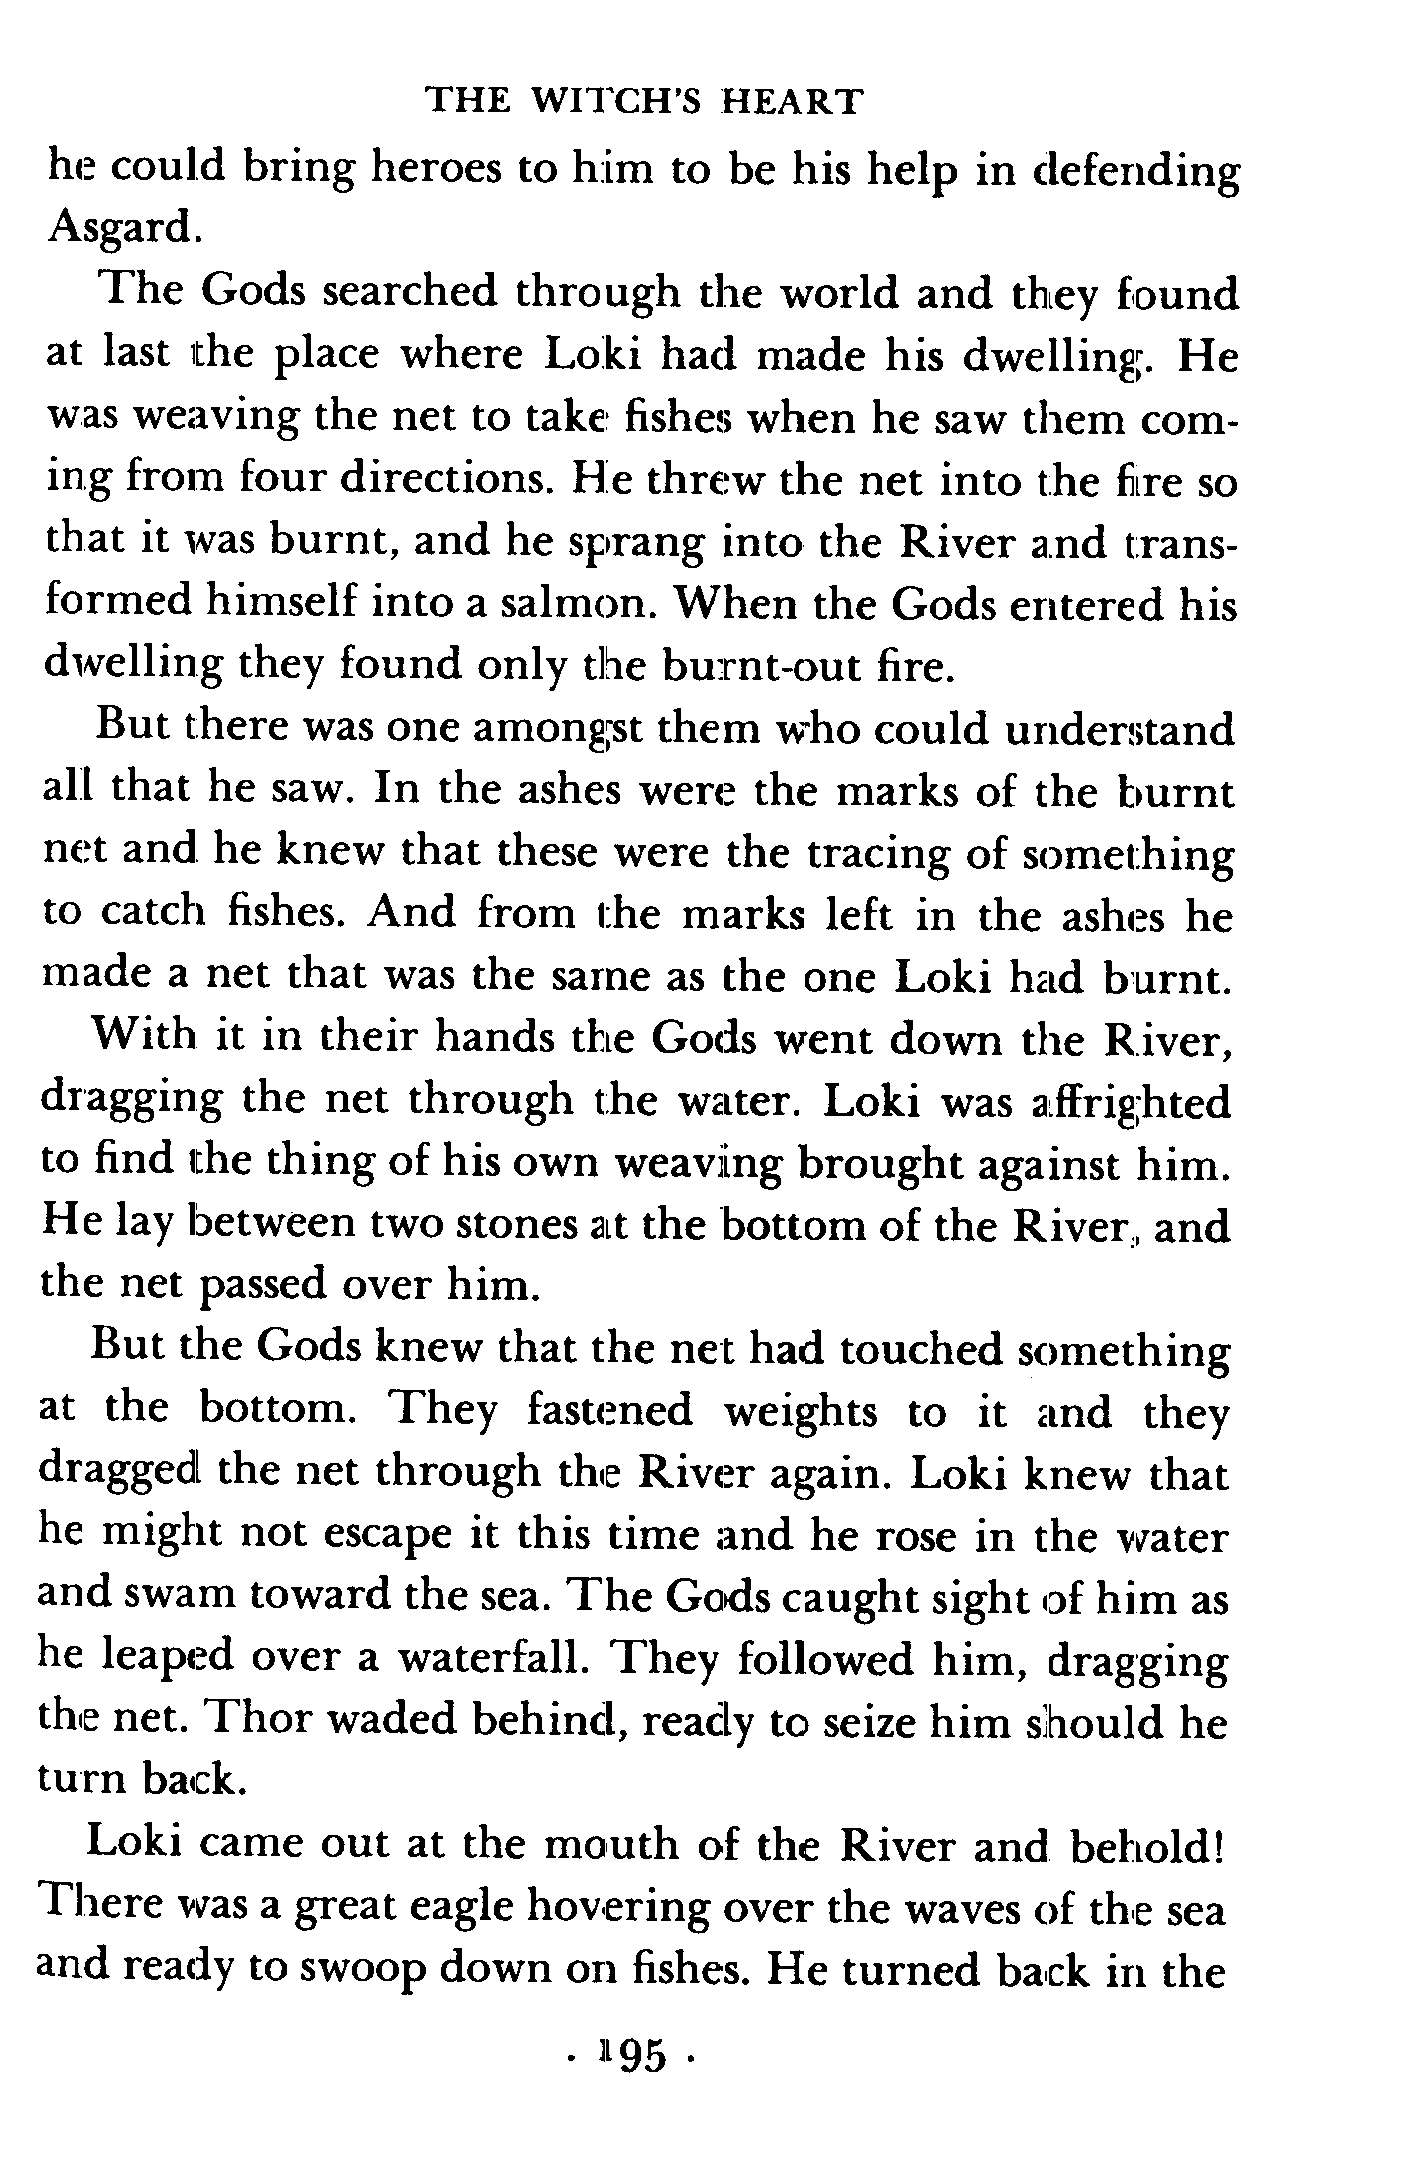 THE WITCH'S HEART
he could bring heroes to him to be his help in defending
Asgard.
The Gods searched through the world and they found
at last the place where Loki had made his dwelling. He
was weaving the net to take fishes when he saw them com-
ing from four directions. He threw the net into the fire so
that it was burnt, and he sprang into the River and trans-
formed himself into a salmon. When the Gods entered his
dwelling they found only the burnt-out fire.
But there was one amongst them who could understand
all that he saw. In the ashes were the marks of the burnt
net and he knew that these were the tracing of something
to catch fishes. And from the marks left in the ashes he
made a net that was the same as the one Loki had burnt.
With it in their hands the Gods went down the River,
dragging the net through the water. Loki was affrighted
to find the thing of his own weaving brought against him.
He lay between two stones at the bottom of the River, and
the net passed over him.
But the Gods knew that the net had touched something
at the bottom. They fastened weights to it and they
dragged the net through the River again. Loki knew that
he might not escape it this time and he rose in the water
and swam toward the sea. The Gods caught sight of him as
he leaped over a waterfall. They followed him, dragging
the net. Thor waded behind, ready to seize him should he
turn back.
Loki came out at the mouth of the River and behold!
There was a great eagle hovering over the waves of the sea
and ready to swoop down on fishes. He turned back in the
· 195 ·